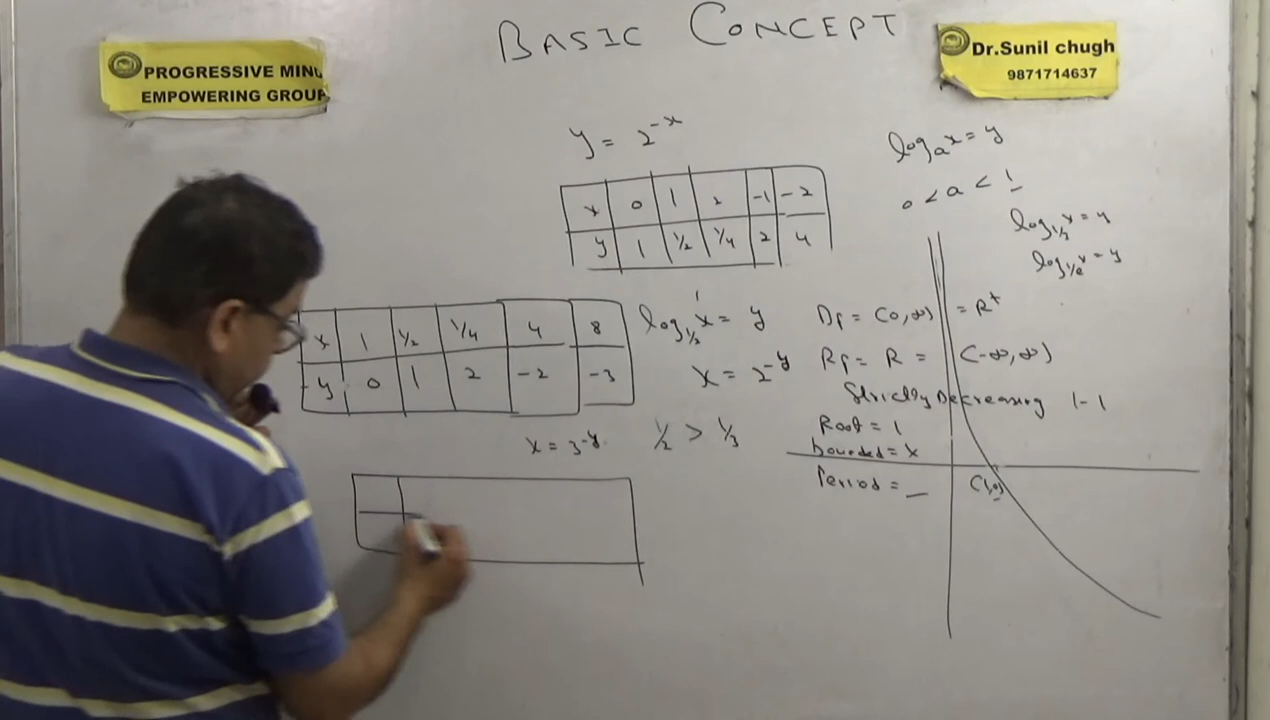 BASIC CONCEPT
PROGRESSIVE MIND
EMPOWERING GROUP
Dr.Sunil chugh
9871714637
y = 2^-x
x 0 1 2 -1 -2
y 1 1/2 1/4 2 4
log_a x = y
0 < a < 1
log_1/2 x = y
log_1/e x = y
x 1 1/2 1/4 4 8
y 0 1 2 -2 -3
log_1/2 x = y
x = 2^-y
x = 3^-y
1/2 > 1/3
Df = (0, ∞) = R+
Rf = R = (-∞, ∞)
Strictly Decreasing 1-1
Root = 1
bounded = x
Period = —
(1,0)